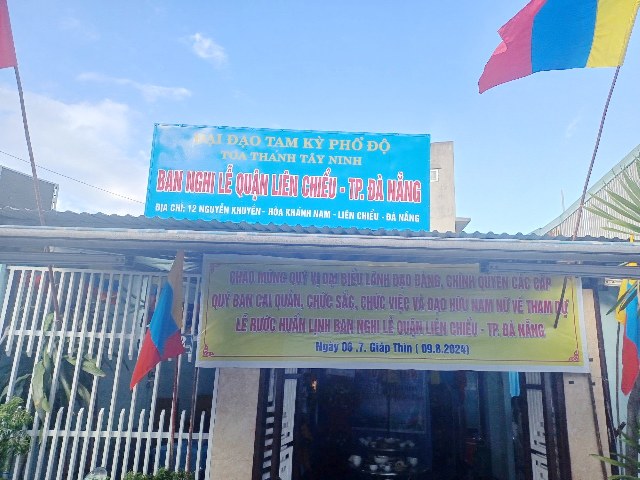 ĐẠI ĐẠO TAM KỲ PHỔ ĐỘ
TÒA THÁNH TÂY NINH
BAN NGHI LỄ QUẬN LIÊN CHIỂU - TP. ĐÀ NẴNG
ĐỊA CHỈ: 12 NGUYỄN KHUYẾN - HÒA KHÁNH NAM - LIÊN CHIỂU - ĐÀ NẴNG
CHÀO MỪNG QUÝ VỊ ĐẠI BIỂU LÃNH ĐẠO ĐẢNG, CHÍNH QUYỀN CÁC CẤP
QUÝ BAN CAI QUẢN, CHỨC SẮC, CHỨC VIỆC VÀ ĐẠO HỮU NAM NỮ VỀ THAM DỰ
LỄ RƯỚC HUẤN LỊNH BAN NGHI LỄ QUẬN LIÊN CHIỂU - TP. ĐÀ NẴNG
Ngày 06 .7. Giáp Thìn ( 09.8.2024)